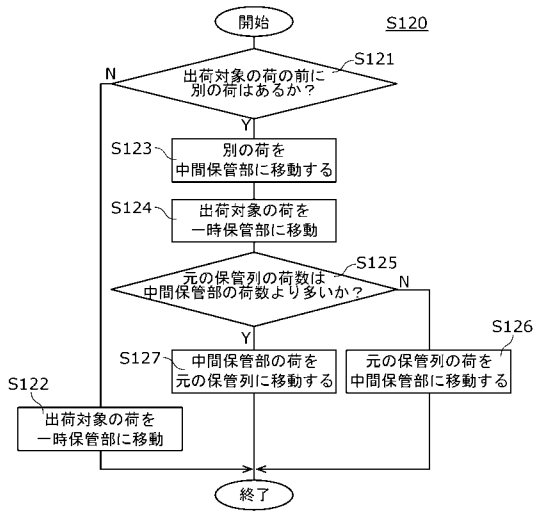 開始
S120
S121
出荷対象の荷の前に
別の荷はあるか？
N
Y
S123
別の荷を
中間保管部に移動する
S124
出荷対象の荷を
一時保管部に移動
S125
元の保管列の荷数は
中間保管部の荷数より多いか？
N
Y
S127
中間保管部の荷を
元の保管列に移動する
S126
元の保管列の荷を
中間保管部に移動する
S122
出荷対象の荷を
一時保管部に移動
終了